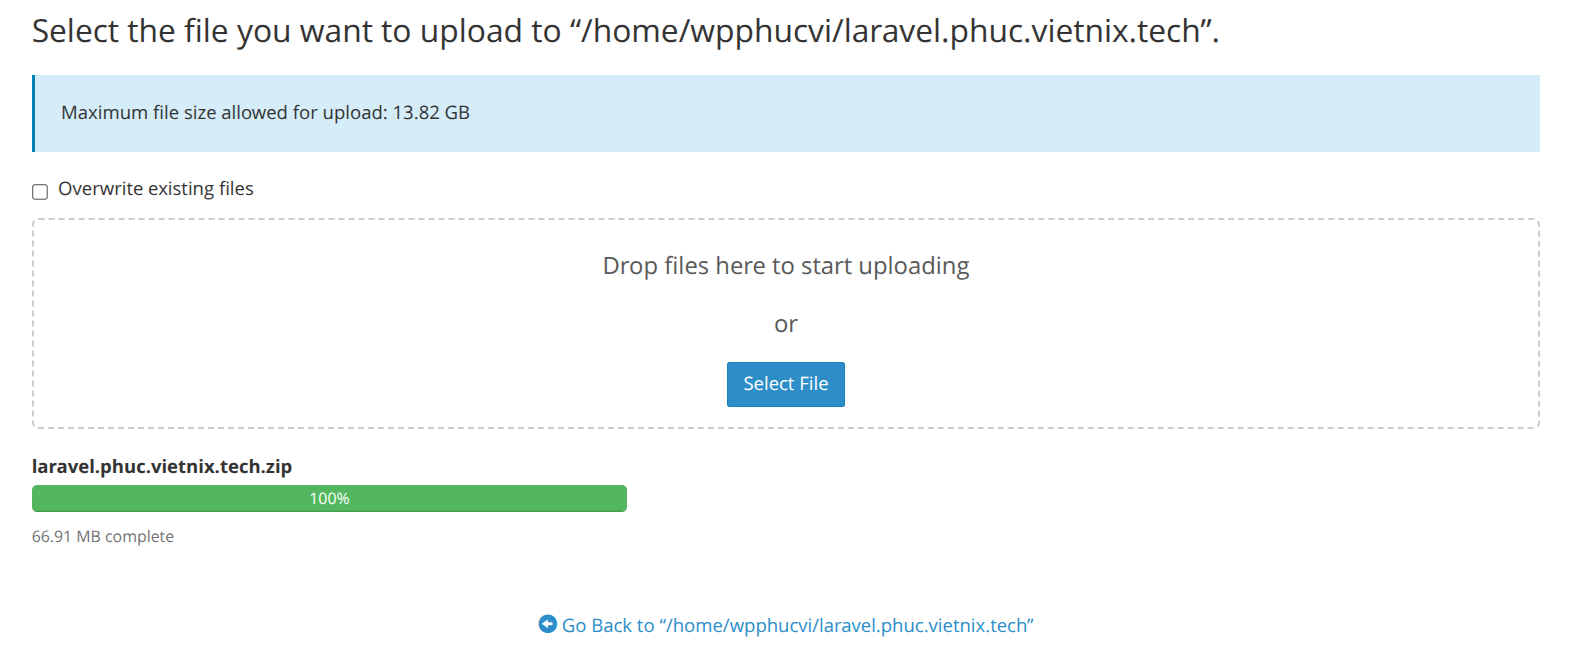 Select the file you want to upload to “/home/wpphucvi/laravel.phuc.vietnix.tech”.
Maximum file size allowed for upload: 13.82 GB
Overwrite existing files
Drop files here to start uploading
or
Select File
laravel.phuc.vietnix.tech.zip
100%
66.91 MB complete
Go Back to “/home/wpphucvi/laravel.phuc.vietnix.tech”